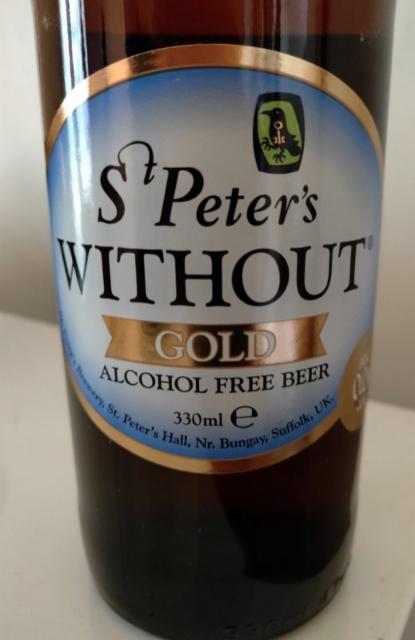 St Peter's
WITHOUT®
GOLD
ALCOHOL FREE BEER
330ml e
Brewery, St. Peter's Hall, Nr. Bungay, Suffolk, UK.